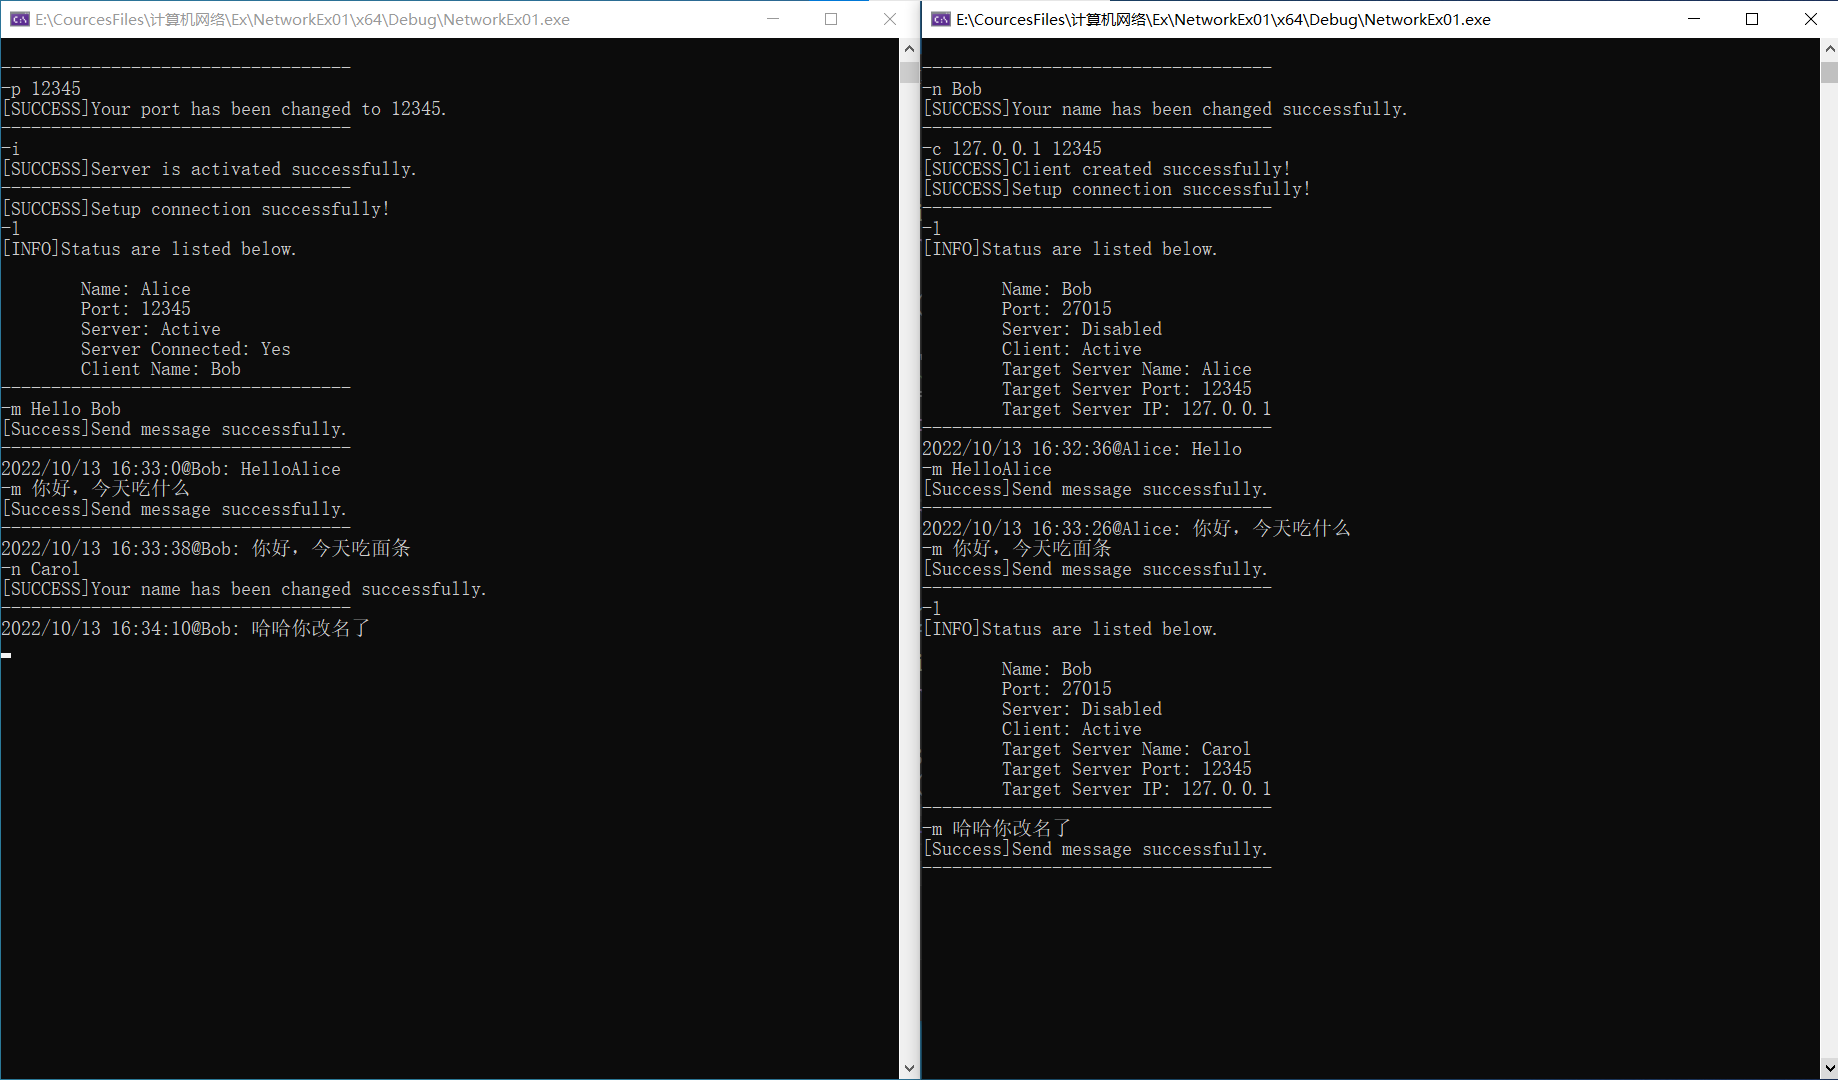 E:\CourcesFiles\计算机网络\Ex\NetworkEx01\x64\Debug\NetworkEx01.exe
-----------------------------------
-p 12345
[SUCCESS]Your port has been changed to 12345.
-----------------------------------
-i
[SUCCESS]Server is activated successfully.
-----------------------------------
[SUCCESS]Setup connection successfully!
-l
[INFO]Status are listed below.
Name: Alice
Port: 12345
Server: Active
Server Connected: Yes
Client Name: Bob
-----------------------------------
-m Hello Bob
[Success]Send message successfully.
-----------------------------------
2022/10/13 16:33:0@Bob: HelloAlice
-m 你好，今天吃什么
[Success]Send message successfully.
-----------------------------------
2022/10/13 16:33:38@Bob: 你好，今天吃面条
-n Carol
[SUCCESS]Your name has been changed successfully.
-----------------------------------
2022/10/13 16:34:10@Bob: 哈哈你改名了
E:\CourcesFiles\计算机网络\Ex\NetworkEx01\x64\Debug\NetworkEx01.exe
-----------------------------------
-n Bob
[SUCCESS]Your name has been changed successfully.
-----------------------------------
-c 127.0.0.1 12345
[SUCCESS]Client created successfully!
[SUCCESS]Setup connection successfully!
-----------------------------------
-l
[INFO]Status are listed below.
Name: Bob
Port: 27015
Server: Disabled
Client: Active
Target Server Name: Alice
Target Server Port: 12345
Target Server IP: 127.0.0.1
-----------------------------------
2022/10/13 16:32:36@Alice: Hello
-m HelloAlice
[Success]Send message successfully.
-----------------------------------
2022/10/13 16:33:26@Alice: 你好，今天吃什么
-m 你好，今天吃面条
[Success]Send message successfully.
-----------------------------------
-l
[INFO]Status are listed below.
Name: Bob
Port: 27015
Server: Disabled
Client: Active
Target Server Name: Carol
Target Server Port: 12345
Target Server IP: 127.0.0.1
-----------------------------------
-m 哈哈你改名了
[Success]Send message successfully.
-----------------------------------